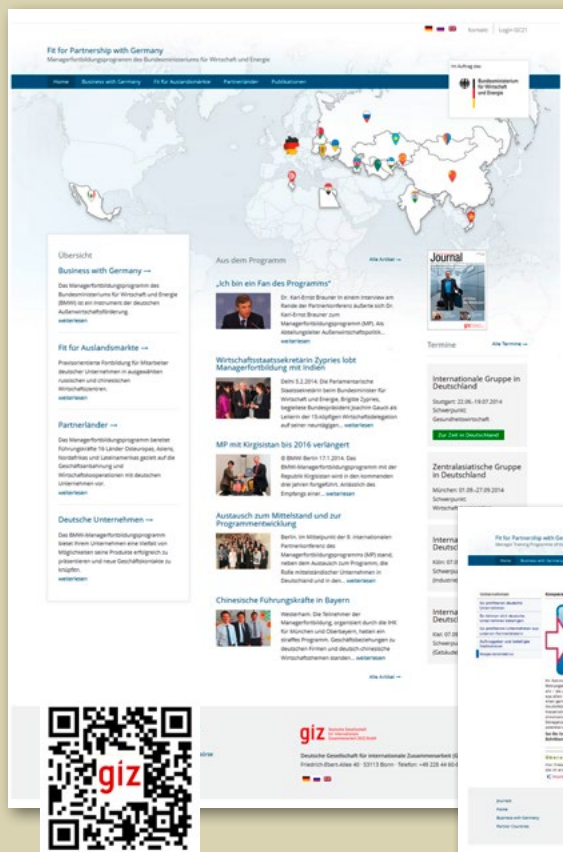 Kontakt
Login GC21
Fit for Partnership with Germany
Managerfortbildungsprogramm des Bundesministeriums für Wirtschaft und Energie
Im Auftrag des:
Bundesministerium
für Wirtschaft
und Energie
Home
Business with Germany
Fit für Auslandsmärkte
Partnerländer
Publikationen
Übersicht
Business with Germany →
Das Managerfortbildungsprogramm des
Bundesministeriums für Wirtschaft und Energie
(BMWi) ist ein Instrument der deutschen
Außenwirtschaftsförderung.
weiterlesen
Fit für Auslandsmärkte →
Praxisorientierte Fortbildung für Mitarbeiter
deutscher Unternehmen in ausgewählten
russischen und chinesischen
Wirtschaftszentren.
weiterlesen
Partnerländer →
Das Managerfortbildungsprogramm bereitet
Führungskräfte 16 Länder Osteuropas, Asiens,
Nordafrikas und Lateinamerikas gezielt auf die
Geschäftsanbahnung und
Wirtschaftskooperationen mit deutschen
Unternehmen vor.
weiterlesen
Deutsche Unternehmen →
Das BMWi-Managerfortbildungsprogramm
bietet Ihrem Unternehmen eine Vielfalt von
Möglichkeiten seine Produkte erfolgreich zu
präsentieren und neue Geschäftskontakte zu
knüpfen.
weiterlesen
Aus dem Programm
Alle Artikel →
„Ich bin ein Fan des Programms“
Dr. Karl-Ernst Brauner in einem Interview am
Rande der Partnerkonferenz äußerte sich Dr.
Karl-Ernst Brauner zum
Managerfortbildungsprogramm (MP). Als
Abteilungsleiter Außenwirtschaftspolitik...
weiterlesen
Wirtschaftsstaatssekretärin Zypries lobt
Managerfortbildung mit Indien
Delhi 5.2.2014. Die Parlamentarische
Staatssekretärin beim Bundesminister für
Wirtschaft und Energie, Brigitte Zypries,
begleitete Bundespräsident Joachim Gauck als
Leiterin der 15-köpfigen Wirtschaftsdelegation
auf seiner neuntägigen... weiterlesen
MP mit Kirgisistan bis 2016 verlängert
© BMWi Berlin 17.1.2014. Das
BMWi-Managerfortbildungsprogramm mit der
Republik Kirgisistan wird in den kommenden
drei Jahren fortgeführt. Anlässlich des
Empfangs einer... weiterlesen
Austausch zum Mittelstand und zur
Programmentwicklung
Berlin. Im Mittelpunkt der 8. internationalen
Partnerkonferenz des
Managerfortbildungsprogramms (MP) stand,
neben dem Austausch zum Programm, die
Rolle mittelständischer Unternehmen in
Deutschland und in den... weiterlesen
Chinesische Führungskräfte in Bayern
Westerham. Die Teilnehmer der
Managerfortbildung, organisiert durch die IHK
für München und Oberbayern, hatten ein
straffes Programm. Geschäftsbeziehungen zu
deutschen Firmen und deutsch-chinesische
Wirtschaftsthemen standen... weiterlesen
Alle Artikel →
Journal
Termine
Alle Termine →
Internationale Gruppe in
Deutschland
Stuttgart: 22.06.-19.07.2014
Schwerpunkt:
Gesundheitswirtschaft
Zur Zeit in Deutschland
Zentralasiatische Gruppe
in Deutschland
München: 01.09.-27.09.2014
Schwerpunkt:
Fit for Partnership with
Home
Business with Germany
Unternehmen
giz
giz
Deutsche Gesellschaft
für Internationale
Zusammenarbeit (GIZ) GmbH
Deutsche Gesellschaft für Internationale Zusammenarbeit
Friedrich-Ebert-Allee 40 · 53113 Bonn · Telefon: +49 228 44 60-
Journals
Home
Business with Germany
Partner Countries